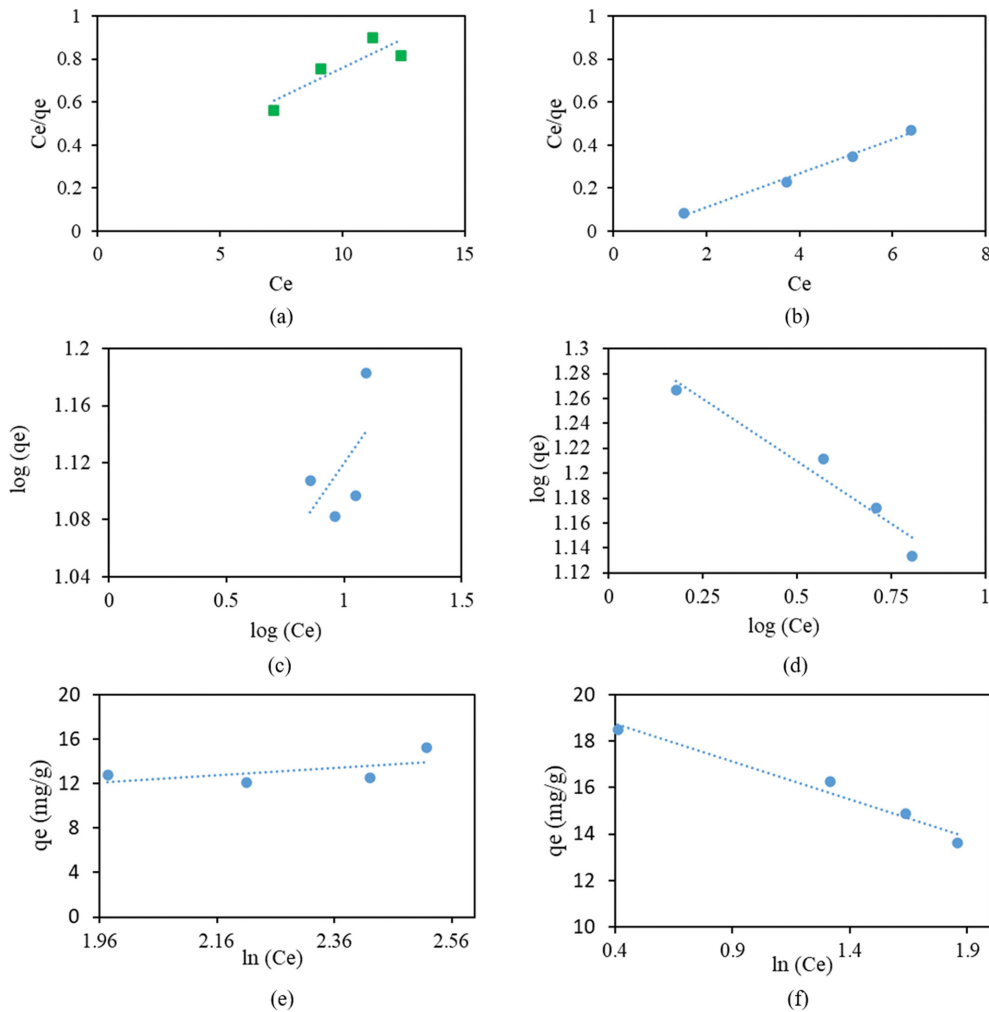 1
0.8
0.6
0.4
0.2
0
Ce/qe
0 5 10 15
Ce
(a)
1
0.8
0.6
0.4
0.2
0
Ce/qe
0 2 4 6 8
Ce
(b)
1.2
1.16
1.12
1.08
1.04
log (qe)
0 0.5 1 1.5
log (Ce)
(c)
1.3
1.28
1.26
1.24
1.22
1.2
1.18
1.16
1.14
1.12
log (qe)
0 0.25 0.5 0.75 1
log (Ce)
(d)
20
16
12
8
4
0
qe (mg/g)
1.96 2.16 2.36 2.56
ln (Ce)
(e)
20
18
16
14
12
10
qe (mg/g)
0.4 0.9 1.4 1.9
ln (Ce)
(f)